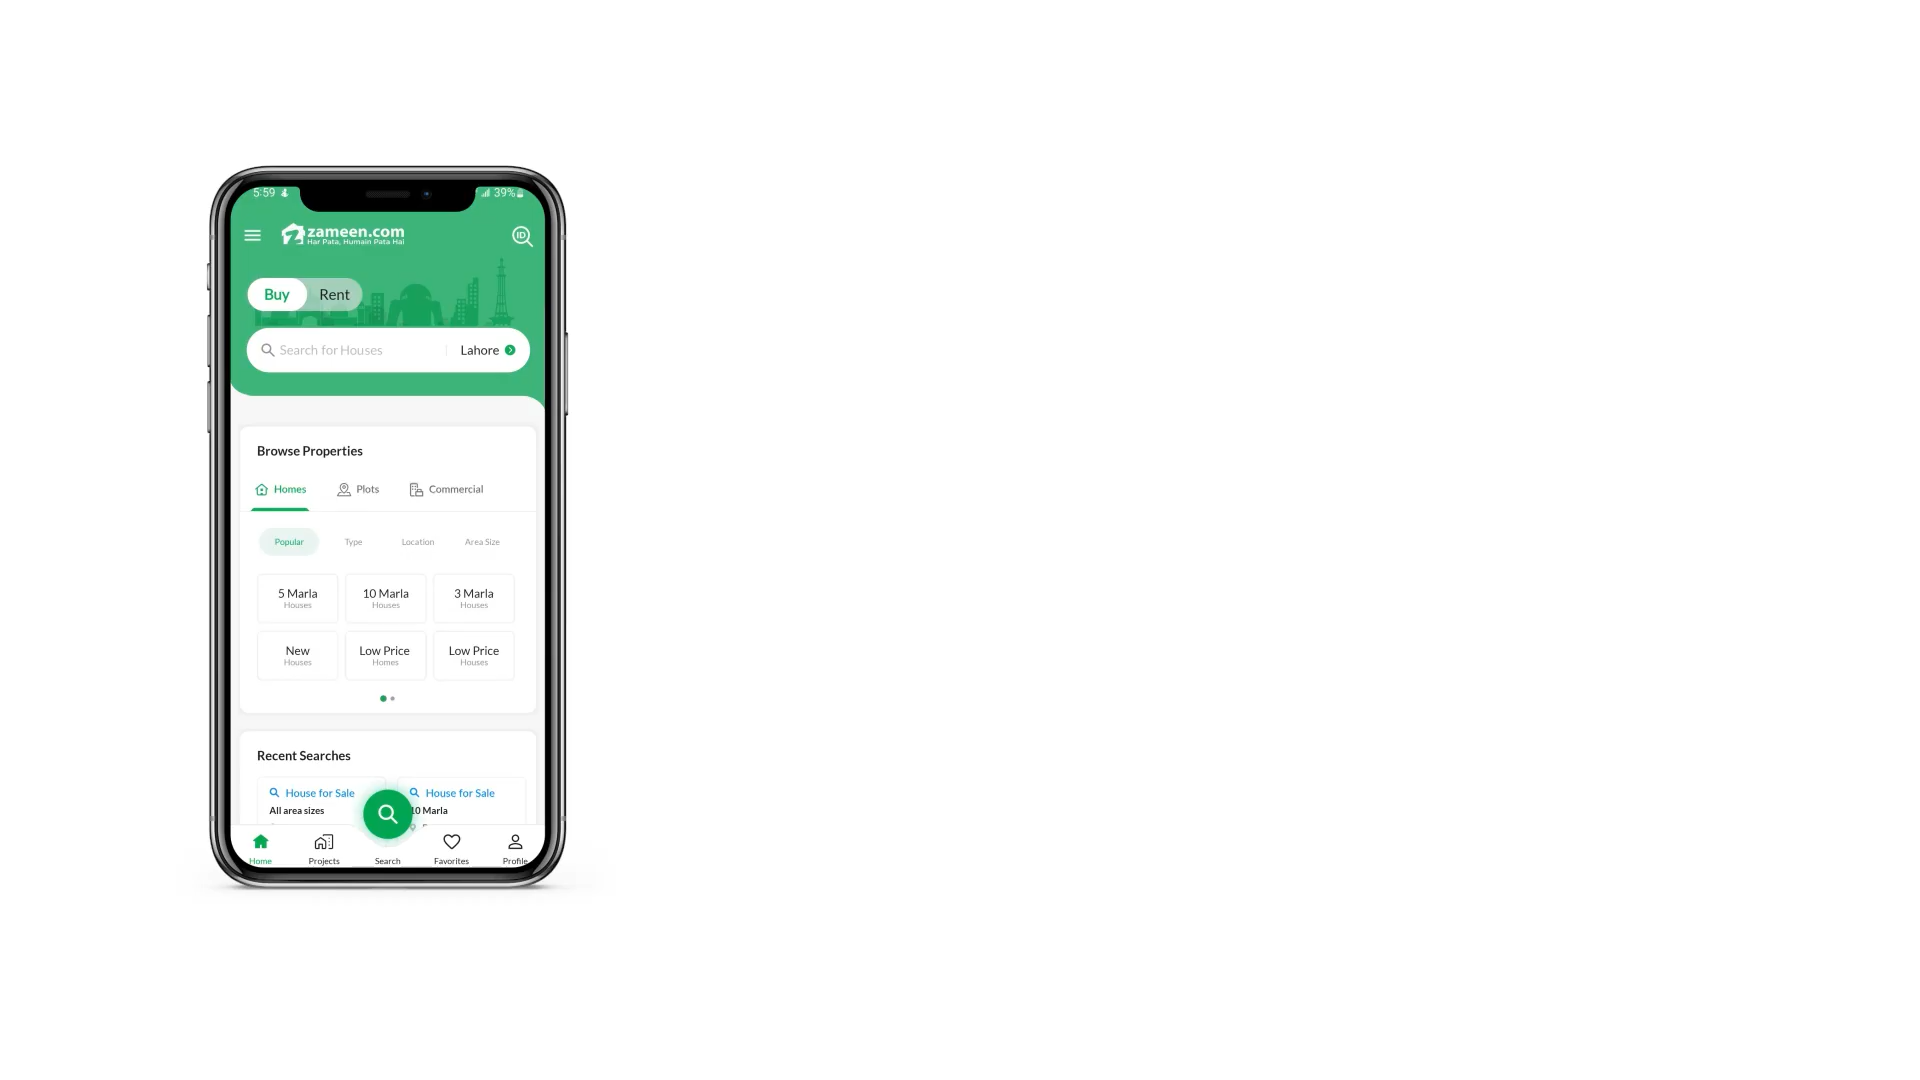 5:59
39%
zameen.com
Har Pata, Humain Pata Hai
ID
Buy Rent
Search for Houses Lahore
Browse Properties
Homes Plots Commercial
Popular Type Location Area Size
5 Marla 10 Marla 3 Marla
Houses Houses Houses
New Low Price Low Price
Houses Homes Houses
Recent Searches
House for Sale House for Sale
All area sizes 10 Marla
Home Projects Search Favorites Profile